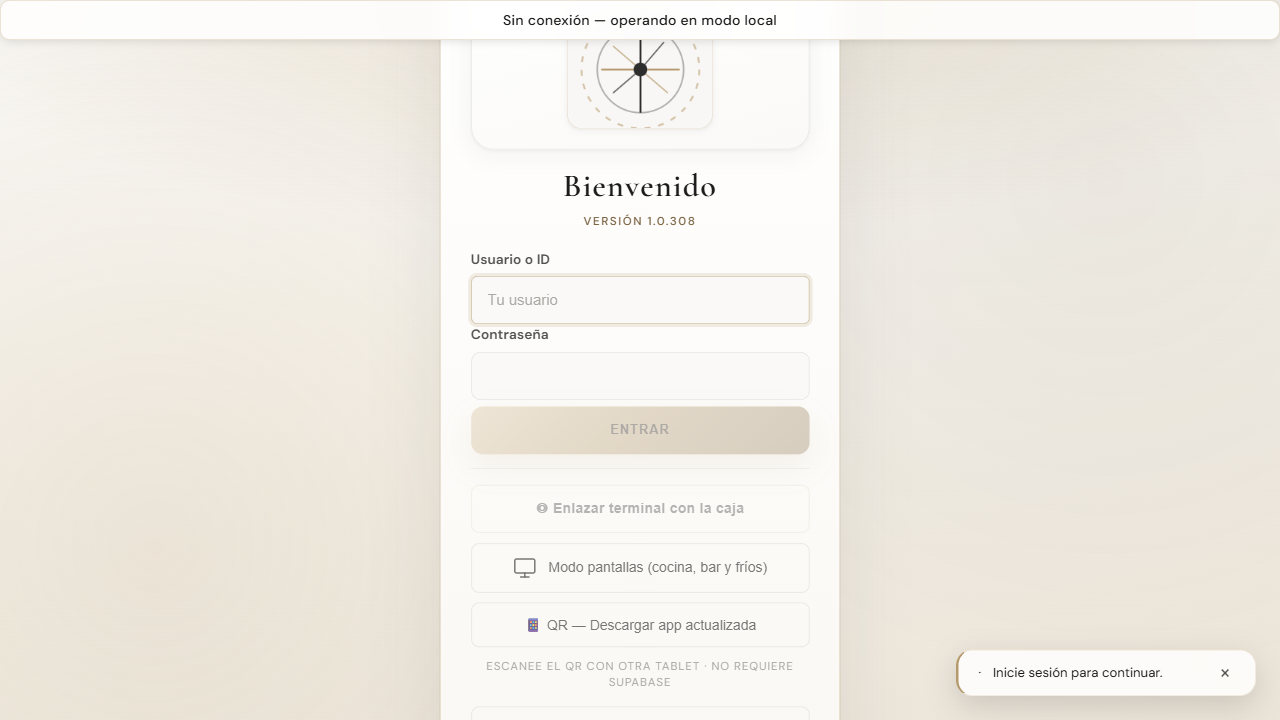 Sin conexión — operando en modo local
Bienvenido
VERSIÓN 1.0.308
Usuario o ID
Tu usuario
Contraseña
ENTRAR
Enlazar terminal con la caja
Modo pantallas (cocina, bar y fríos)
QR — Descargar app actualizada
ESCANEE EL QR CON OTRA TABLET · NO REQUIERE
SUPABASE
· Inicie sesión para continuar. ×